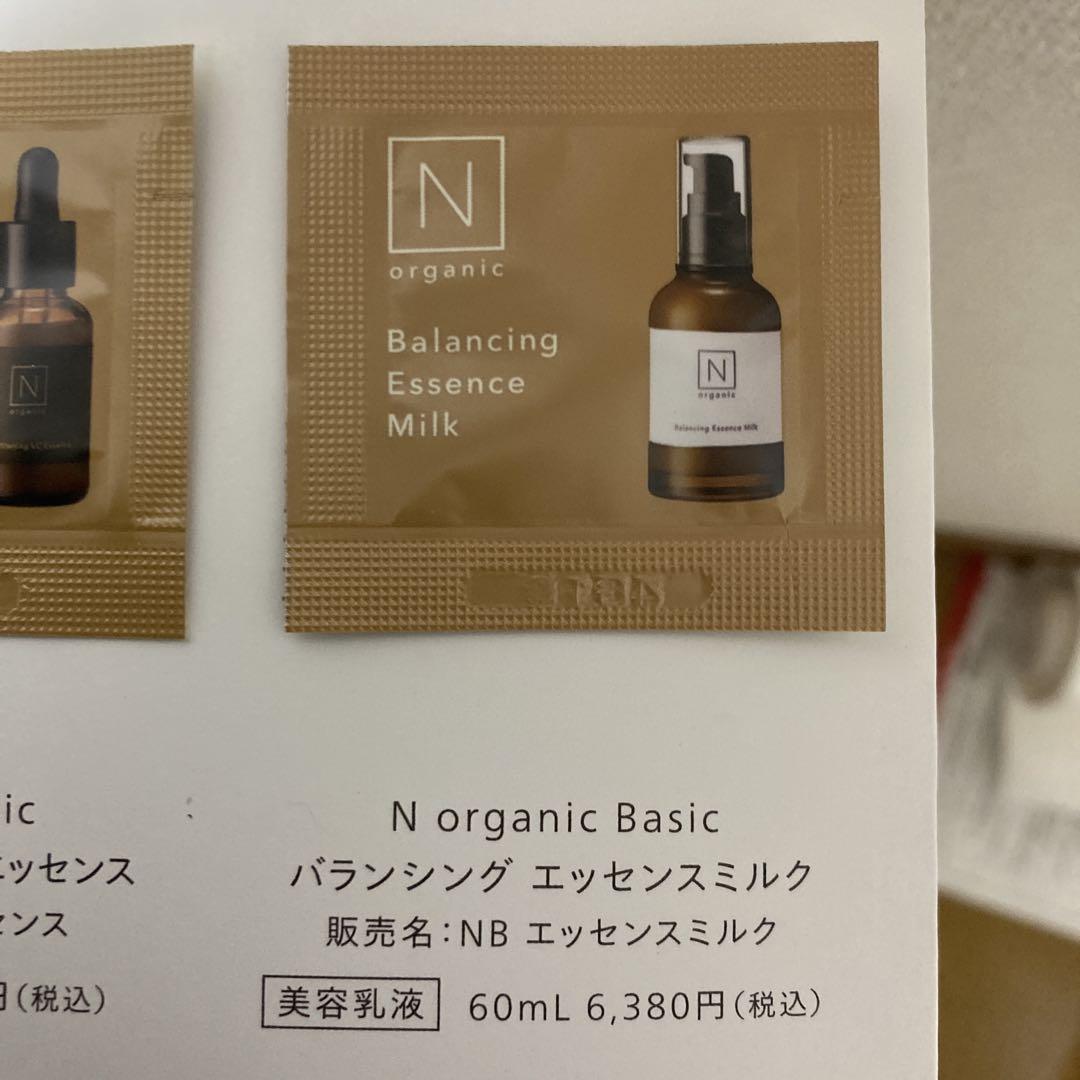 N
organic
Balancing
Essence
Milk
N
organic
Balancing Essence Milk
N
organic
ic
エッセンス
センス
円(税込)
N organic Basic
バランシング エッセンスミルク
販売名:NB エッセンスミルク
美容乳液 60mL 6,380円(税込)